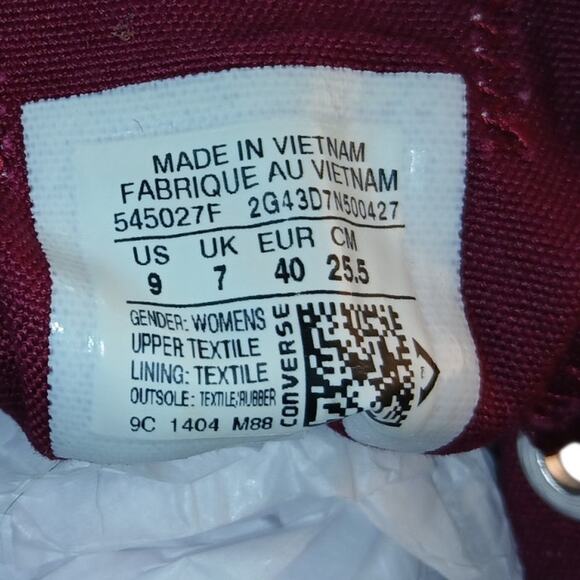 MADE IN VIETNAM
FABRIQUE AU VIETNAM
545027F 2G43D7N500427
US UK EUR CM
9 7 40 25.5
GENDER: WOMENS
UPPER TEXTILE
LINING: TEXTILE
OUTSOLE: TEXTILE/RUBBER
9C 1404 M88
CONVERSE